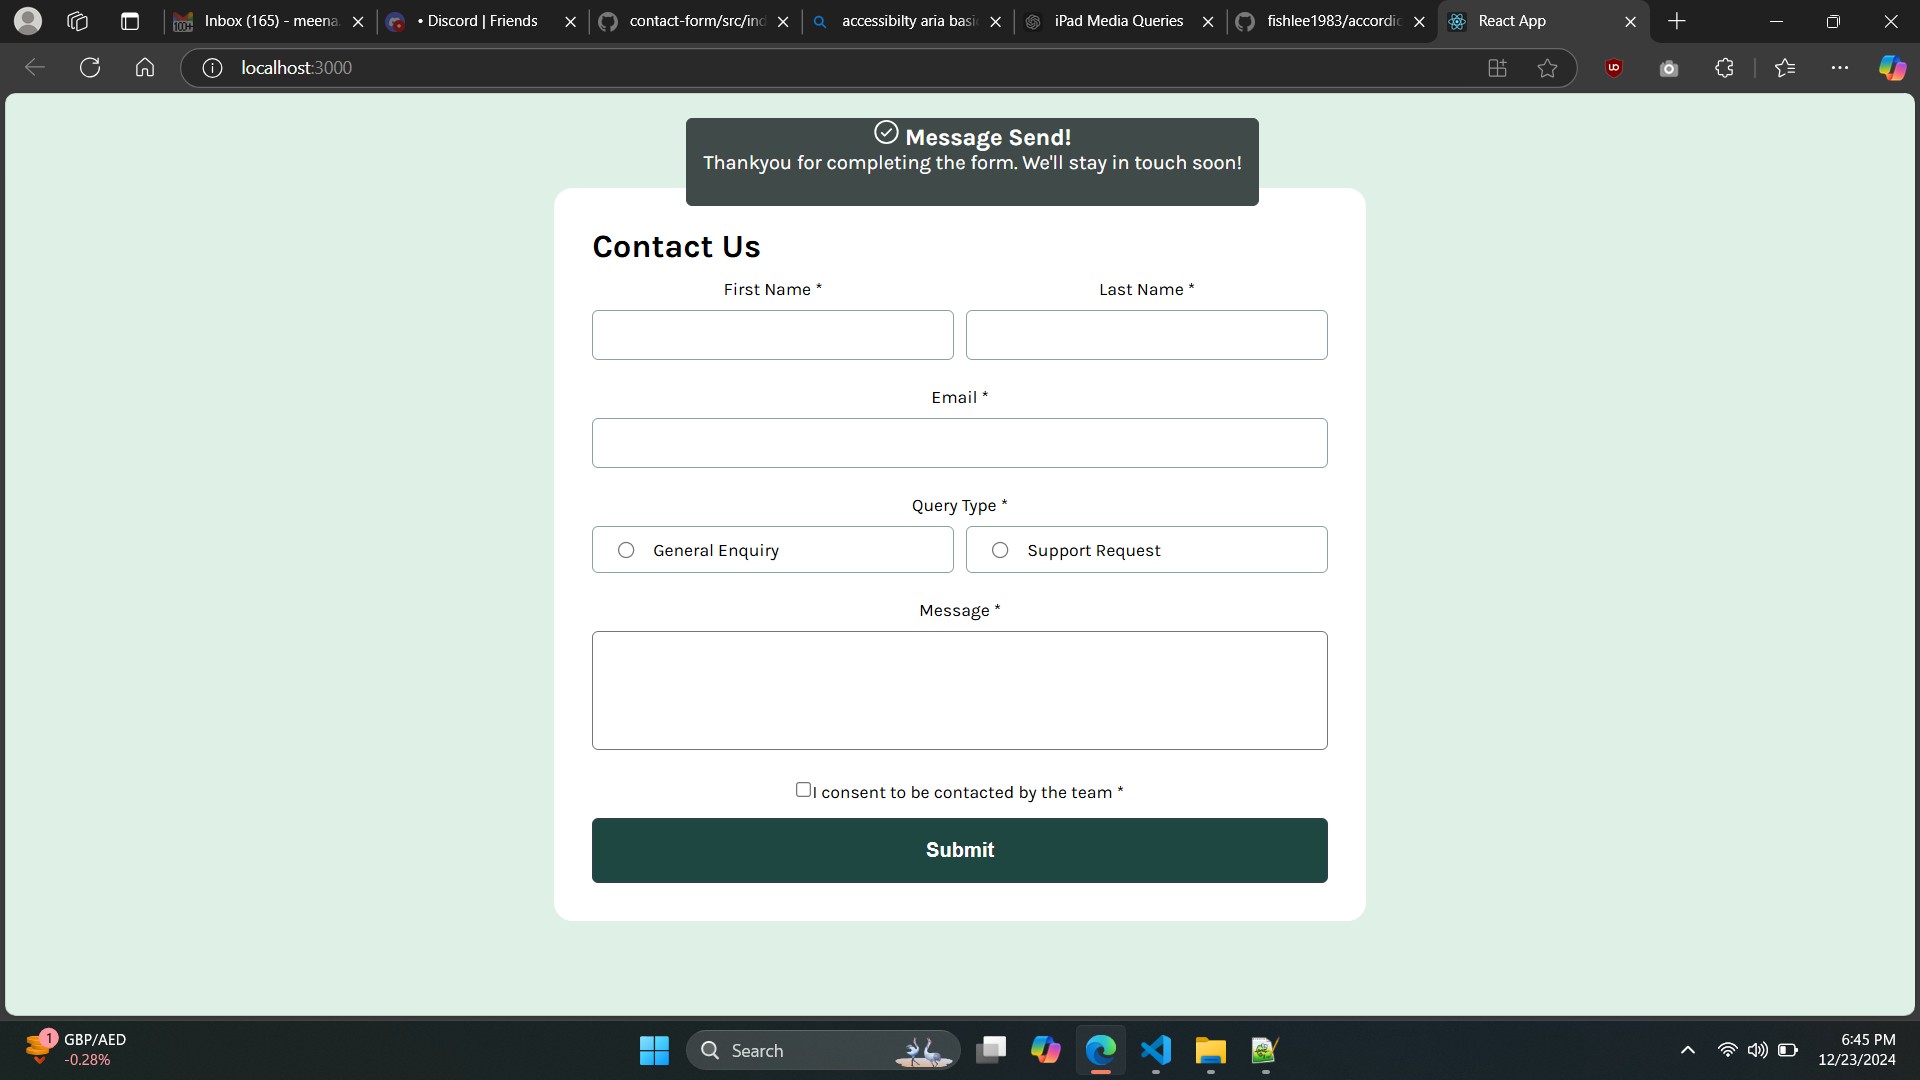 Inbox (165) - meena
• Discord | Friends
contact-form/src/ind
accessibilty aria basi
iPad Media Queries
fishlee1983/accordic
React App
localhost:3000
Message Send!
Thankyou for completing the form. We'll stay in touch soon!
Contact Us
First Name *
Last Name *
Email *
Query Type *
General Enquiry
Support Request
Message *
I consent to be contacted by the team *
Submit
1
GBP/AED
-0.28%
Search
6:45 PM
12/23/2024